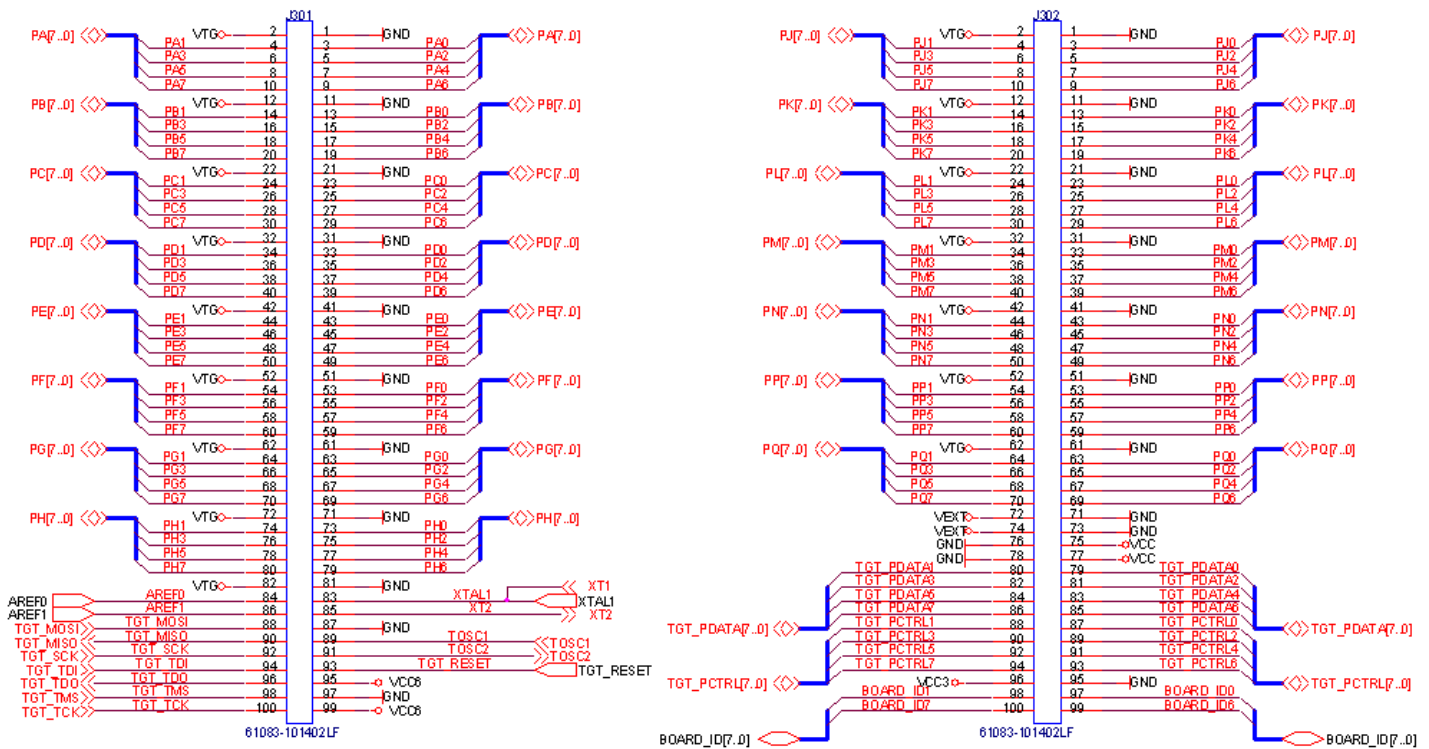 J301
PA[7..0] VTG 2 1 GND PA[7..0]
PA1 4 3 PA0
PA3 6 5 PA2
PA5 8 7 PA4
PA7 10 9 PA6
PB[7..0] VTG 12 11 GND PB[7..0]
PB1 14 13 PB0
PB3 16 15 PB2
PB5 18 17 PB4
PB7 20 19 PB6
PC[7..0] VTG 22 21 GND PC[7..0]
PC1 24 23 PC0
PC3 26 25 PC2
PC5 28 27 PC4
PC7 30 29 PC6
PD[7..0] VTG 32 31 GND PD[7..0]
PD1 34 33 PD0
PD3 36 35 PD2
PD5 38 37 PD4
PD7 40 39 PD6
PE[7..0] VTG 42 41 GND PE[7..0]
PE1 44 43 PE0
PE3 46 45 PE2
PE5 48 47 PE4
PE7 50 49 PE6
PF[7..0] VTG 52 51 GND PF[7..0]
PF1 54 53 PF0
PF3 56 55 PF2
PF5 58 57 PF4
PF7 60 59 PF6
PG[7..0] VTG 62 61 GND PG[7..0]
PG1 64 63 PG0
PG3 66 65 PG2
PG5 68 67 PG4
PG7 70 69 PG6
PH[7..0] VTG 72 71 GND PH[7..0]
PH1 74 73 PH0
PH3 76 75 PH2
PH5 78 77 PH4
PH7 80 79 PH6
VTG 82 81 GND XT1
AREF0 AREF0 84 83 XTAL1 XTAL1
AREF1 AREF1 86 85 XT2 XT2
TGT_MOSI TGT_MOSI 88 87 GND
TGT_MISO TGT_MISO 90 89 TOSC1 TOSC1
TGT_SCK TGT_SCK 92 91 TOSC2 TOSC2
TGT_TDI TGT_TDI 94 93 TGT_RESET TGT_RESET
TGT_TDO TGT_TDO 96 95 VCC6
TGT_TMS TGT_TMS 98 97 GND
TGT_TCK TGT_TCK 100 99 VCC6
61083-101402LF
J302
PJ[7..0] VTG 2 1 GND PJ[7..0]
PJ1 4 3 PJ0
PJ3 6 5 PJ2
PJ5 8 7 PJ4
PJ7 10 9 PJ6
PK[7..0] VTG 12 11 GND PK[7..0]
PK1 14 13 PK0
PK3 16 15 PK2
PK5 18 17 PK4
PK7 20 19 PK6
PL[7..0] VTG 22 21 GND PL[7..0]
PL1 24 23 PL0
PL3 26 25 PL2
PL5 28 27 PL4
PL7 30 29 PL6
PM[7..0] VTG 32 31 GND PM[7..0]
PM1 34 33 PM0
PM3 36 35 PM2
PM5 38 37 PM4
PM7 40 39 PM6
PN[7..0] VTG 42 41 GND PN[7..0]
PN1 44 43 PN0
PN3 46 45 PN2
PN5 48 47 PN4
PN7 50 49 PN6
PP[7..0] VTG 52 51 GND PP[7..0]
PP1 54 53 PP0
PP3 56 55 PP2
PP5 58 57 PP4
PP7 60 59 PP6
PQ[7..0] VTG 62 61 GND PQ[7..0]
PQ1 64 63 PQ0
PQ3 66 65 PQ2
PQ5 68 67 PQ4
PQ7 70 69 PQ6
VEXT 72 71 GND
VEXT 74 73 GND
GND 76 75 VCC
GND 78 77 VCC
TGT_PDATA1 80 79 TGT_PDATA0
TGT_PDATA3 82 81 TGT_PDATA2
TGT_PDATA5 84 83 TGT_PDATA4
TGT_PDATA7 86 85 TGT_PDATA6
TGT_PDATA[7..0] TGT_PCTRL1 88 87 TGT_PCTRL0 TGT_PDATA[7..0]
TGT_PCTRL3 90 89 TGT_PCTRL2
TGT_PCTRL5 92 91 TGT_PCTRL4
TGT_PCTRL7 94 93 TGT_PCTRL6
TGT_PCTRL[7..0] VCC3 96 95 GND TGT_PCTRL[7..0]
BOARD_ID1 98 97 BOARD_ID0
BOARD_ID7 100 99 BOARD_ID6
61083-101402LF
BOARD_ID[7..0] BOARD_ID[7..0]